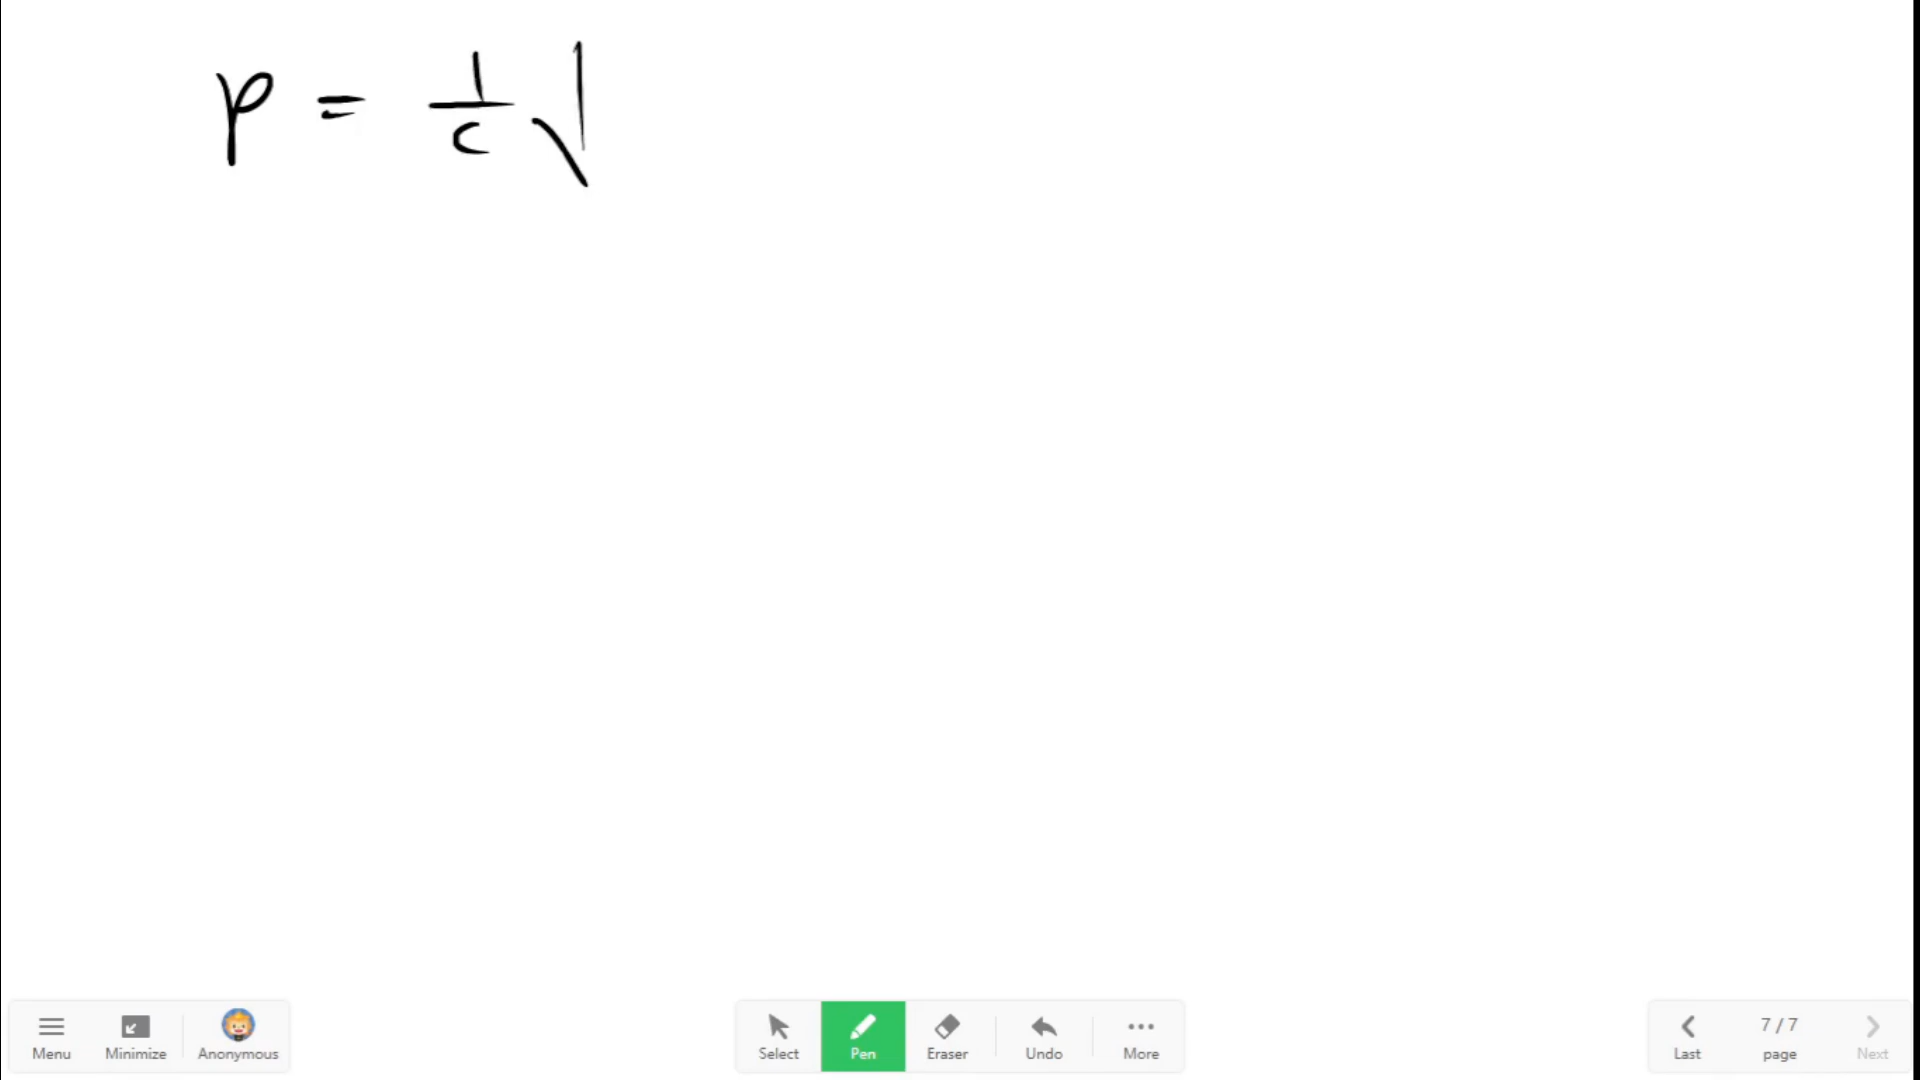 p = 1/c √
Menu Minimize Anonymous Select Pen Eraser Undo More Last 7 / 7 page Next